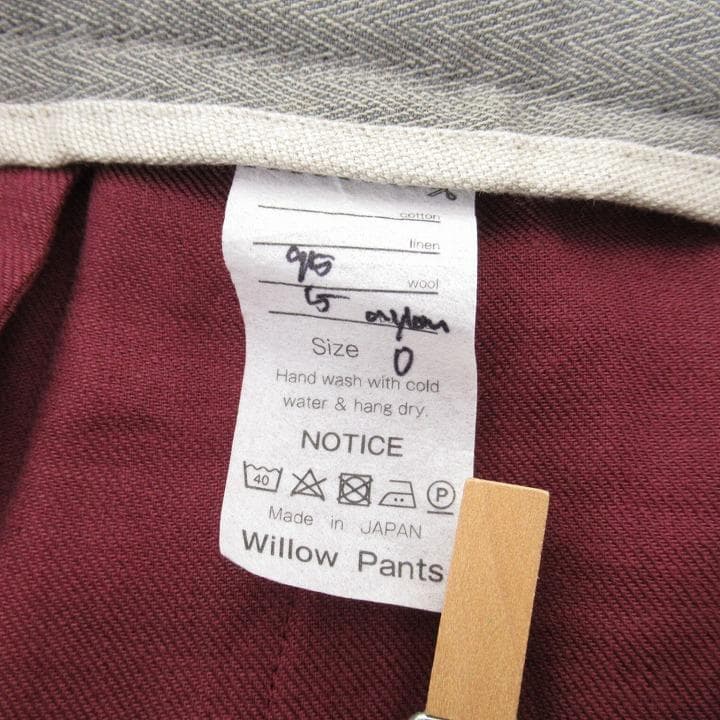 %
cotton
linen
95
wool
5 nylon
Size 0
Hand wash with cold
water & hang dry.
NOTICE
40 P
Made in JAPAN
Willow Pants